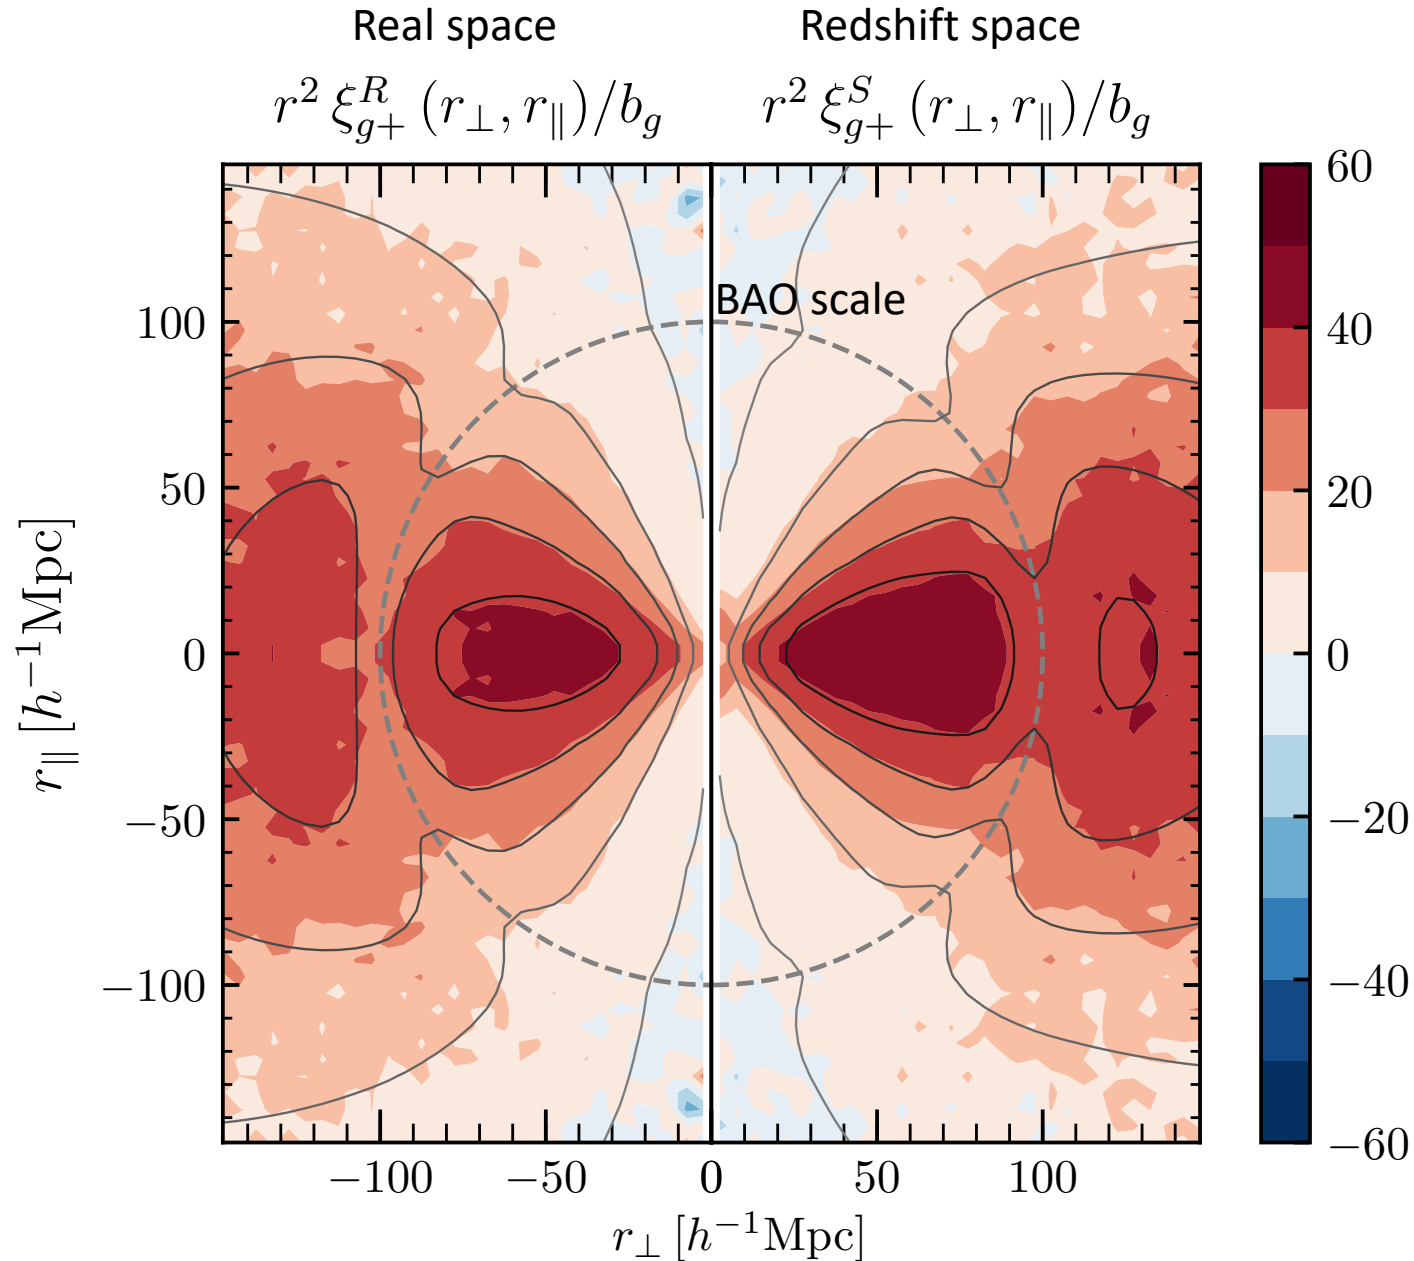 Real space Redshift space
r² ξ^R_{g+} (r_⊥, r_∥)/b_g r² ξ^S_{g+} (r_⊥, r_∥)/b_g
BAO scale
100
50
0
−50
−100
r_∥ [h⁻¹Mpc]
−100 −50 0 50 100
r_⊥ [h⁻¹Mpc]
60
40
20
0
−20
−40
−60